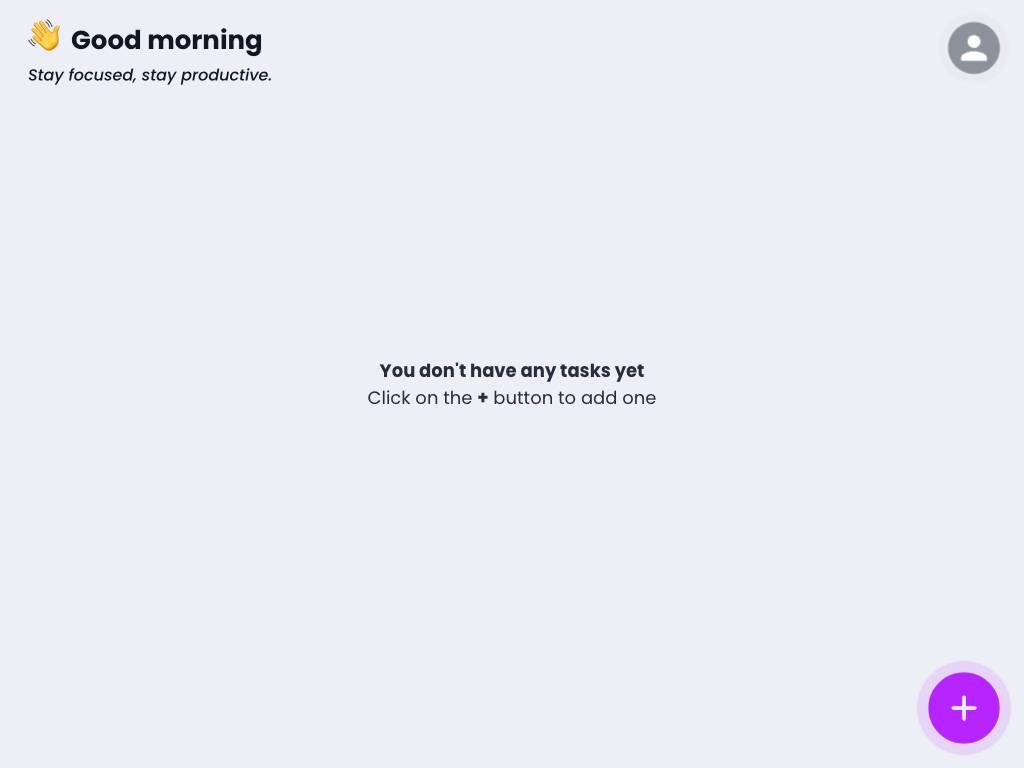 👋 Good morning
Stay focused, stay productive.
You don't have any tasks yet
Click on the + button to add one